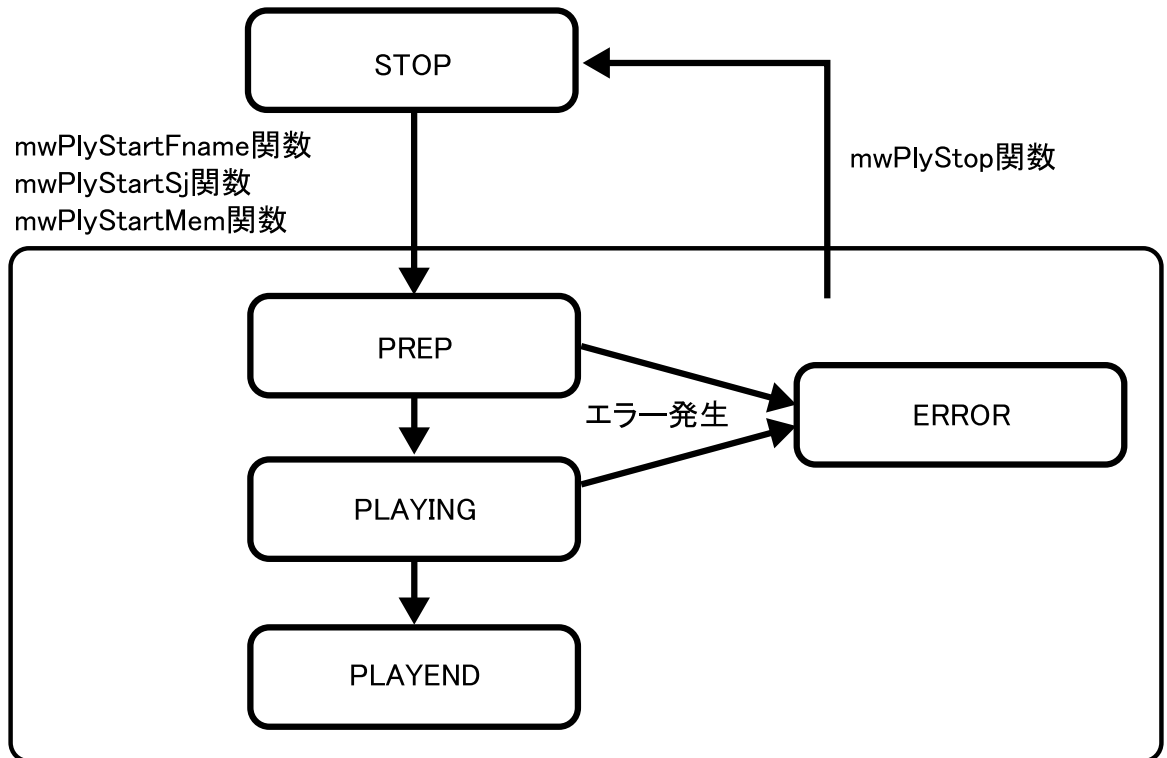 STOP
mwPlyStartFname関数
mwPlyStartSj関数
mwPlyStartMem関数
mwPlyStop関数
PREP
エラー発生
ERROR
PLAYING
PLAYEND